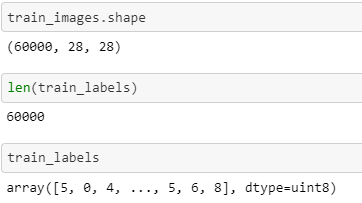 train_images.shape
(60000, 28, 28)
len(train_labels)
60000
train_labels
array([5, 0, 4, ..., 5, 6, 8], dtype=uint8)